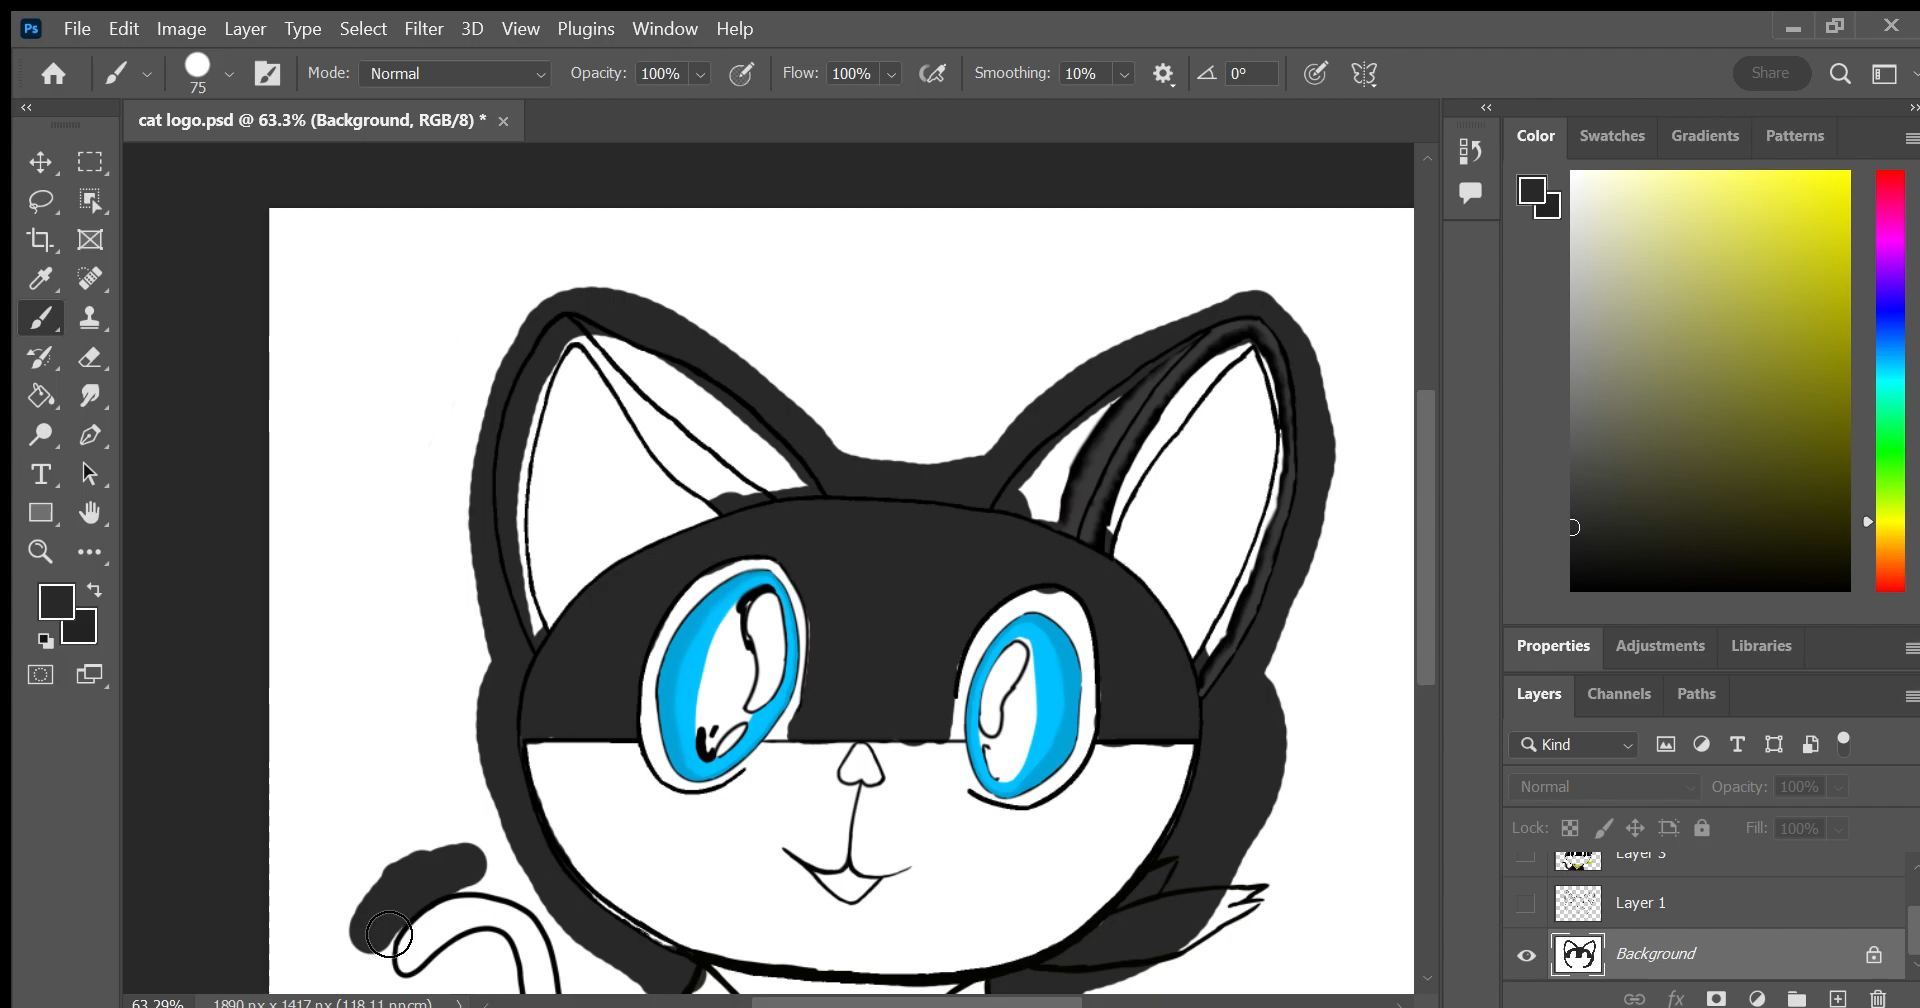 Ps File Edit Image Layer Type Select Filter 3D View Plugins Window Help
75 Mode: Normal Opacity: 100% Flow: 100% Smoothing: 10% 0° Share
cat logo.psd @ 63.3% (Background, RGB/8) *
Color Swatches Gradients Patterns
Properties Adjustments Libraries
Layers Channels Paths
Kind
Normal Opacity: 100%
Lock: Fill: 100%
Layer 3
Layer 1
Background
63.29% 1890 px x 1417 px (118.11 ppcm)
fx